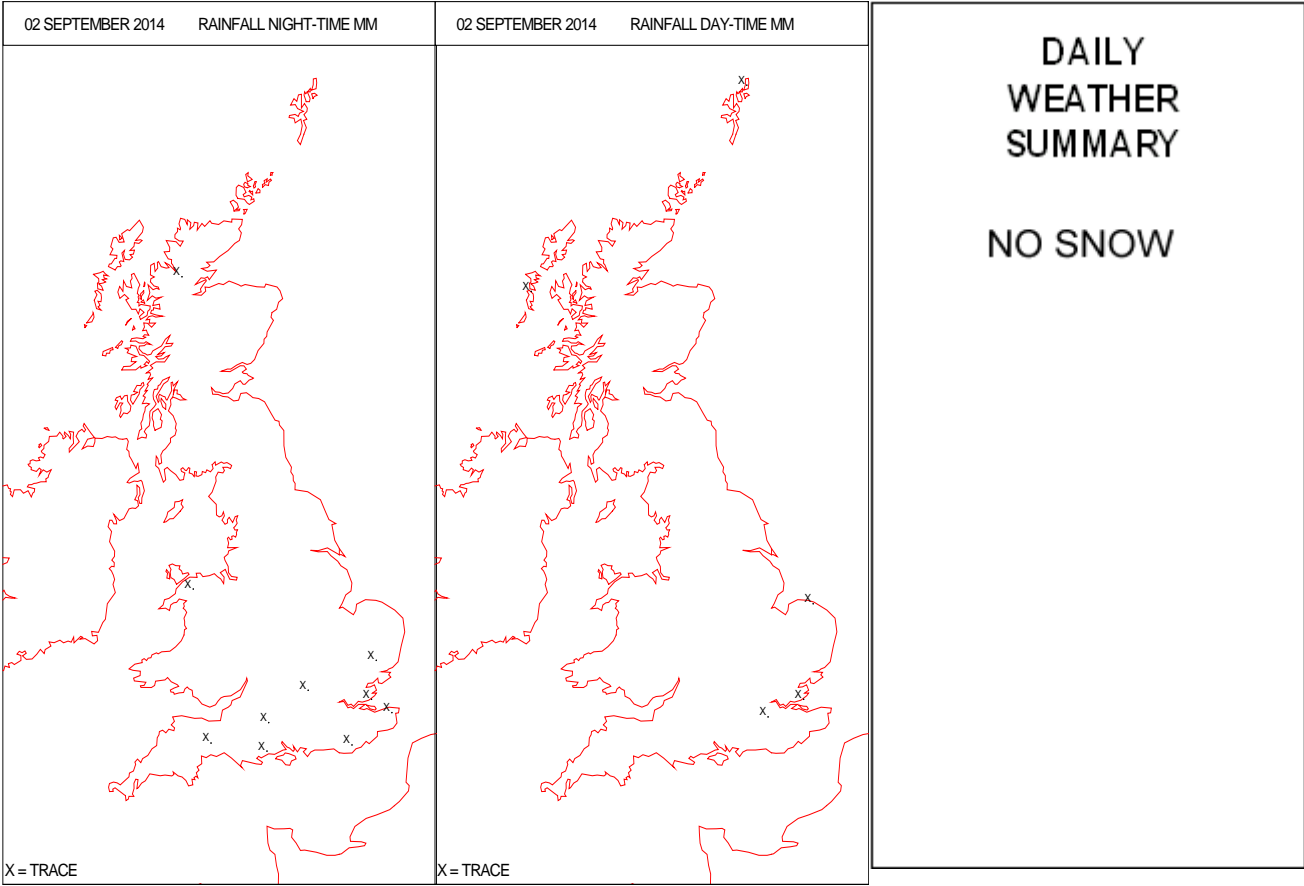 02 SEPTEMBER 2014 RAINFALL NIGHT-TIME MM
X.
X.
X.
X.
X.
X.
X.
X.
X.
X.
X = TRACE
02 SEPTEMBER 2014 RAINFALL DAY-TIME MM
X
X
X.
X.
X.
X = TRACE
DAILY
WEATHER
SUMMARY
NO SNOW